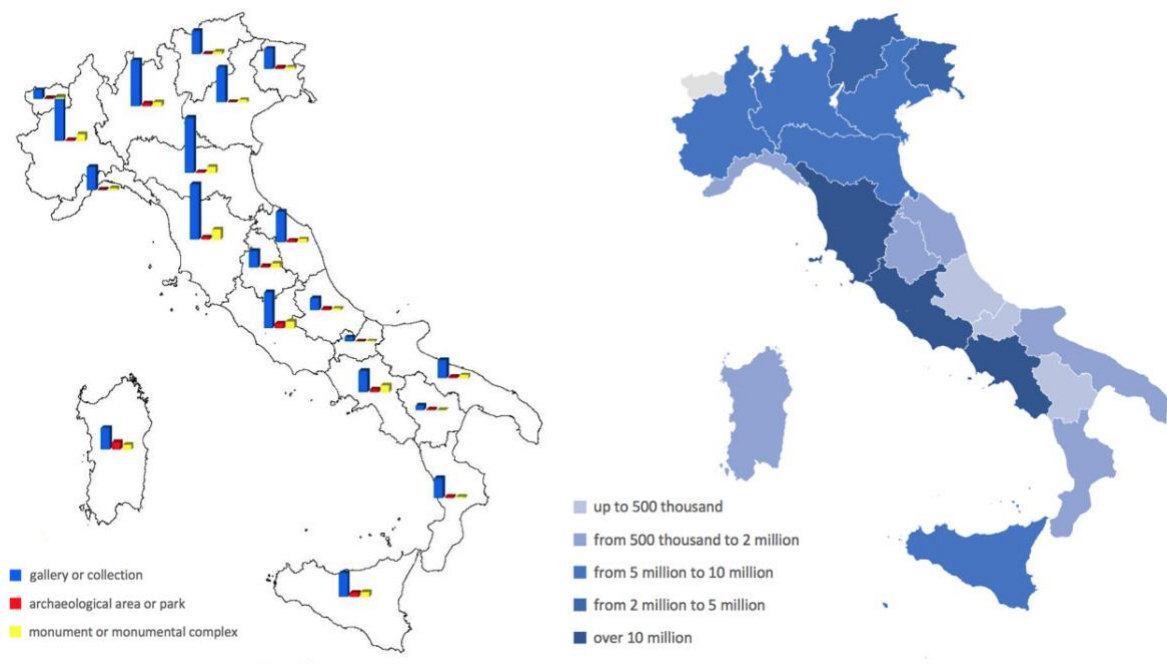 gallery or collection
archaeological area or park
monument or monumental complex
up to 500 thousand
from 500 thousand to 2 million
from 5 million to 10 million
from 2 million to 5 million
over 10 million